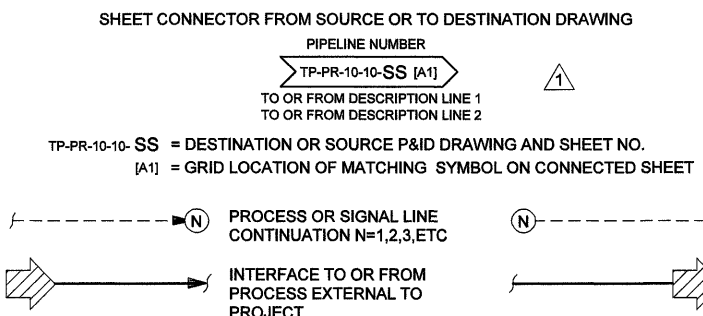 SHEET CONNECTOR FROM SOURCE OR TO DESTINATION DRAWING
PIPELINE NUMBER
TP-PR-10-10-SS [A1]
1
TO OR FROM DESCRIPTION LINE 1
TO OR FROM DESCRIPTION LINE 2
TP-PR-10-10- SS = DESTINATION OR SOURCE P&ID DRAWING AND SHEET NO.
[A1] = GRID LOCATION OF MATCHING SYMBOL ON CONNECTED SHEET
N PROCESS OR SIGNAL LINE N
CONTINUATION N=1,2,3,ETC
INTERFACE TO OR FROM
PROCESS EXTERNAL TO
PROJECT